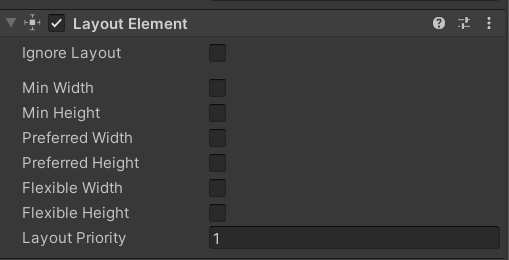 Layout Element
Ignore Layout
Min Width
Min Height
Preferred Width
Preferred Height
Flexible Width
Flexible Height
Layout Priority 1